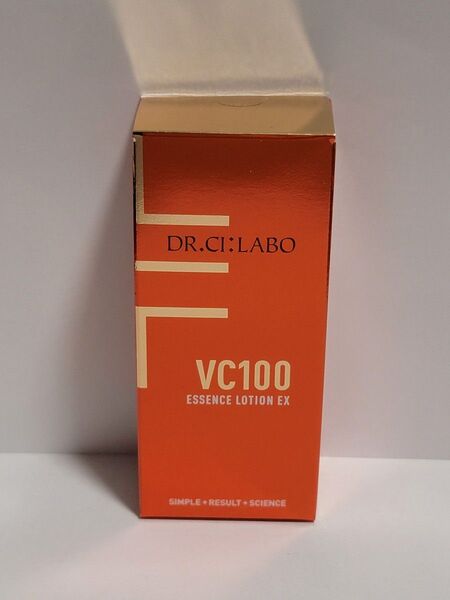 DR.CI:LABO
VC100
ESSENCE LOTION EX
SIMPLE + RESULT + SCIENCE